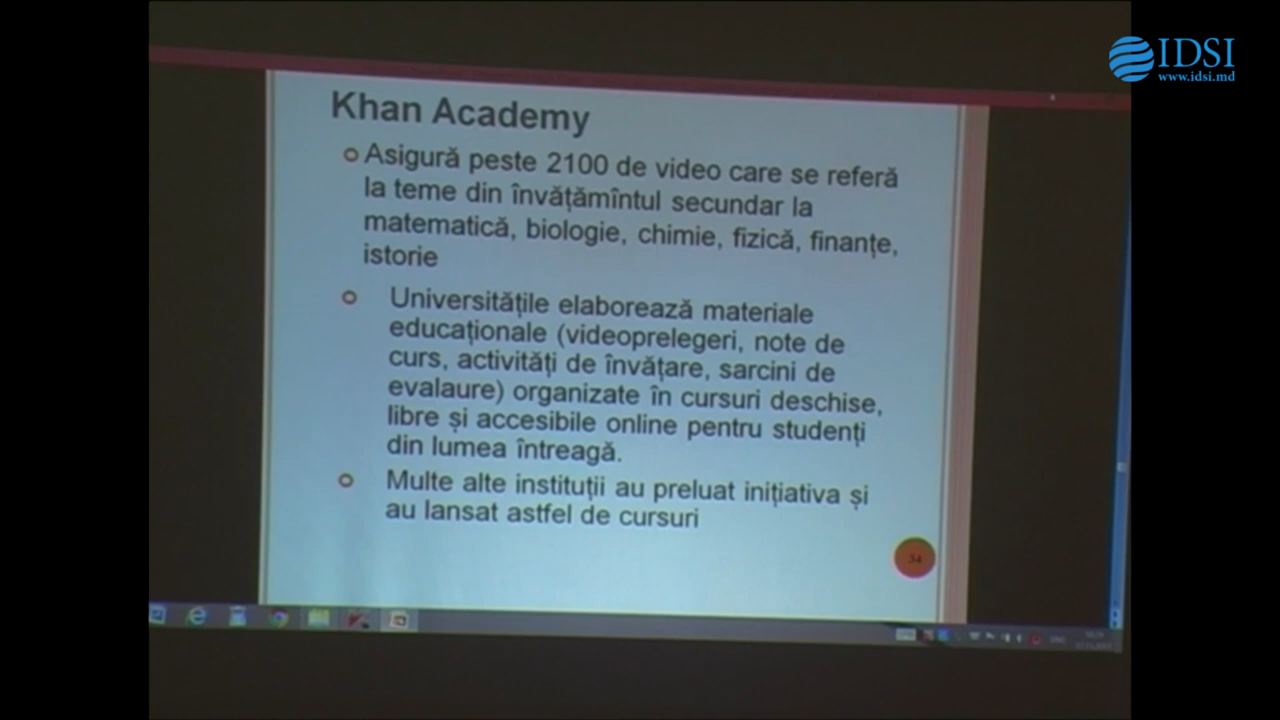 IDSI
www.idsi.md
Khan Academy
Asigură peste 2100 de video care se referă
la teme din învățămîntul secundar la
matematică, biologie, chimie, fizică, finanțe,
istorie
Universitățile elaborează materiale
educaționale (videoprelegeri, note de
curs, activități de învățare, sarcini de
evalaure) organizate în cursuri deschise,
libre și accesibile online pentru studenți
din lumea întreagă.
Multe alte instituții au preluat inițiativa și
au lansat astfel de cursuri
34